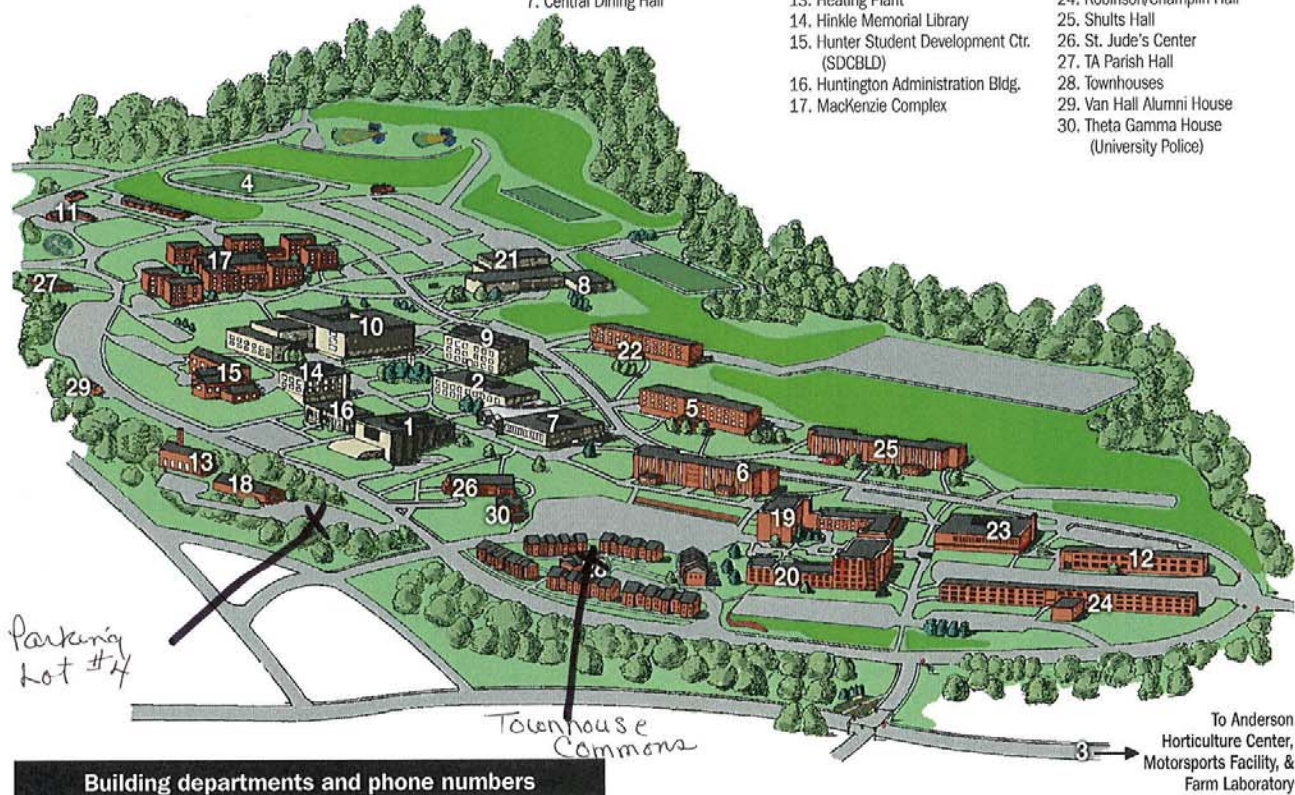 7. Central Dining Hall
13. Heating Plant
14. Hinkle Memorial Library
15. Hunter Student Development Ctr.
(SDCBLD)
16. Huntington Administration Bldg.
17. MacKenzie Complex
24. Robinson/Champlin Hall
25. Shults Hall
26. St. Jude's Center
27. TA Parish Hall
28. Townhouses
29. Van Hall Alumni House
30. Theta Gamma House
(University Police)
4
11
17
21
8
27
10
9
22
15
14
2
29
5
16
1
7
25
13
6
18
26
30
19
23
12
20
28
24
Parking
Lot #4
Townhouse
Commons
3
To Anderson
Horticulture Center,
Motorsports Facility, &
Farm Laboratory
Building departments and phone numbers